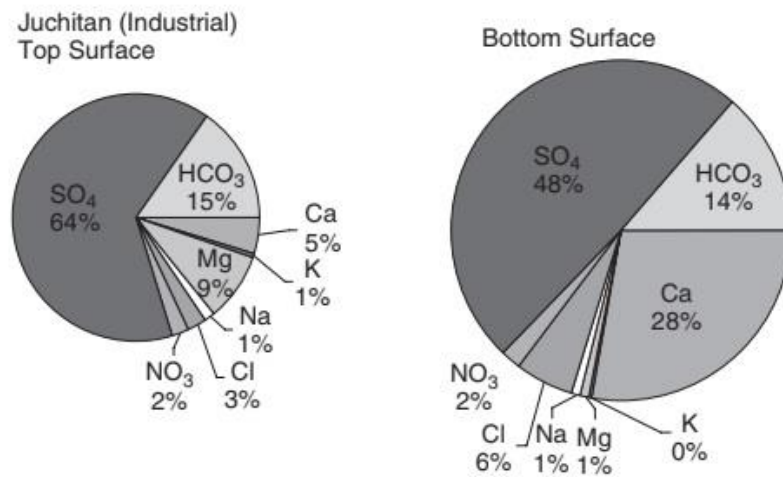 Juchitan (Industrial)
Top Surface
SO₄
64%
HCO₃
15%
Ca
5%
K
1%
Mg
9%
Na
1%
Cl
3%
NO₃
2%
Bottom Surface
SO₄
48%
HCO₃
14%
Ca
28%
K
0%
Mg
1%
Na
1%
Cl
6%
NO₃
2%